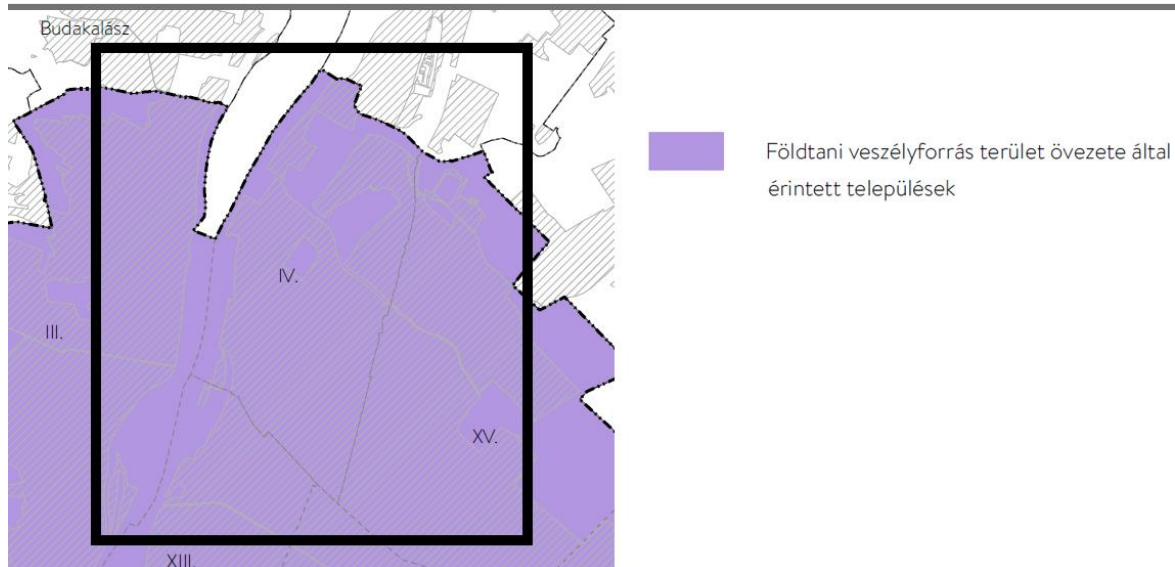 Budakalász
Földtani veszélyforrás terület övezete által
érintett települések
IV.
III.
XV.
XIII.